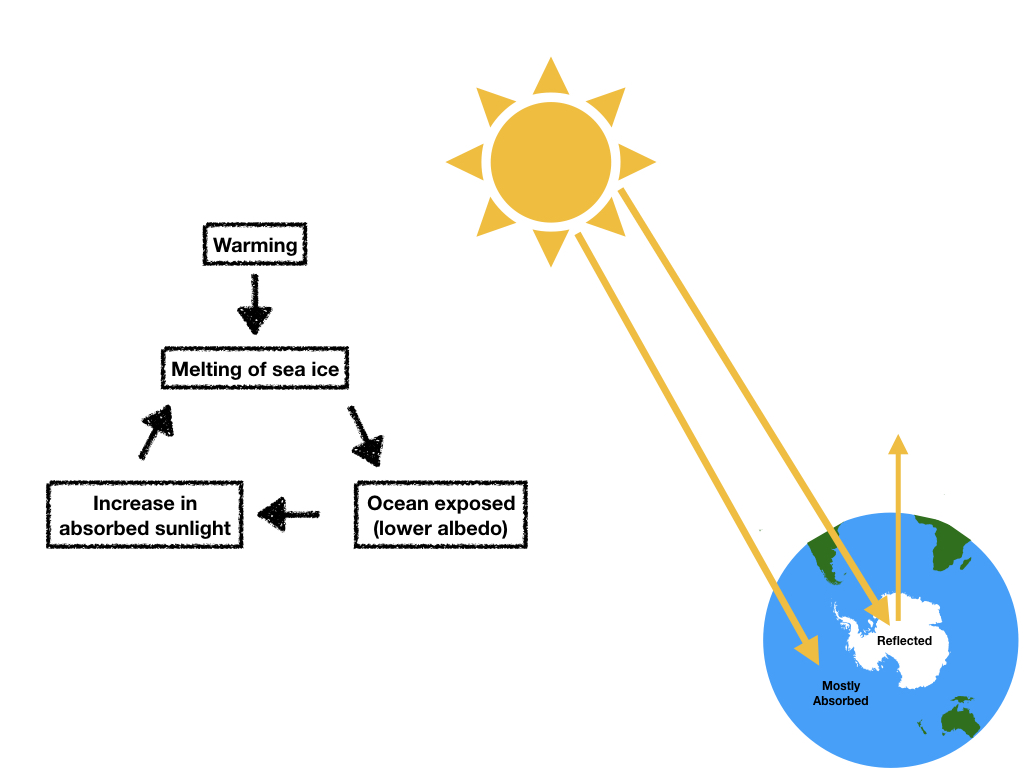 Warming
Melting of sea ice
Increase in
absorbed sunlight
Ocean exposed
(lower albedo)
Reflected
Mostly
Absorbed